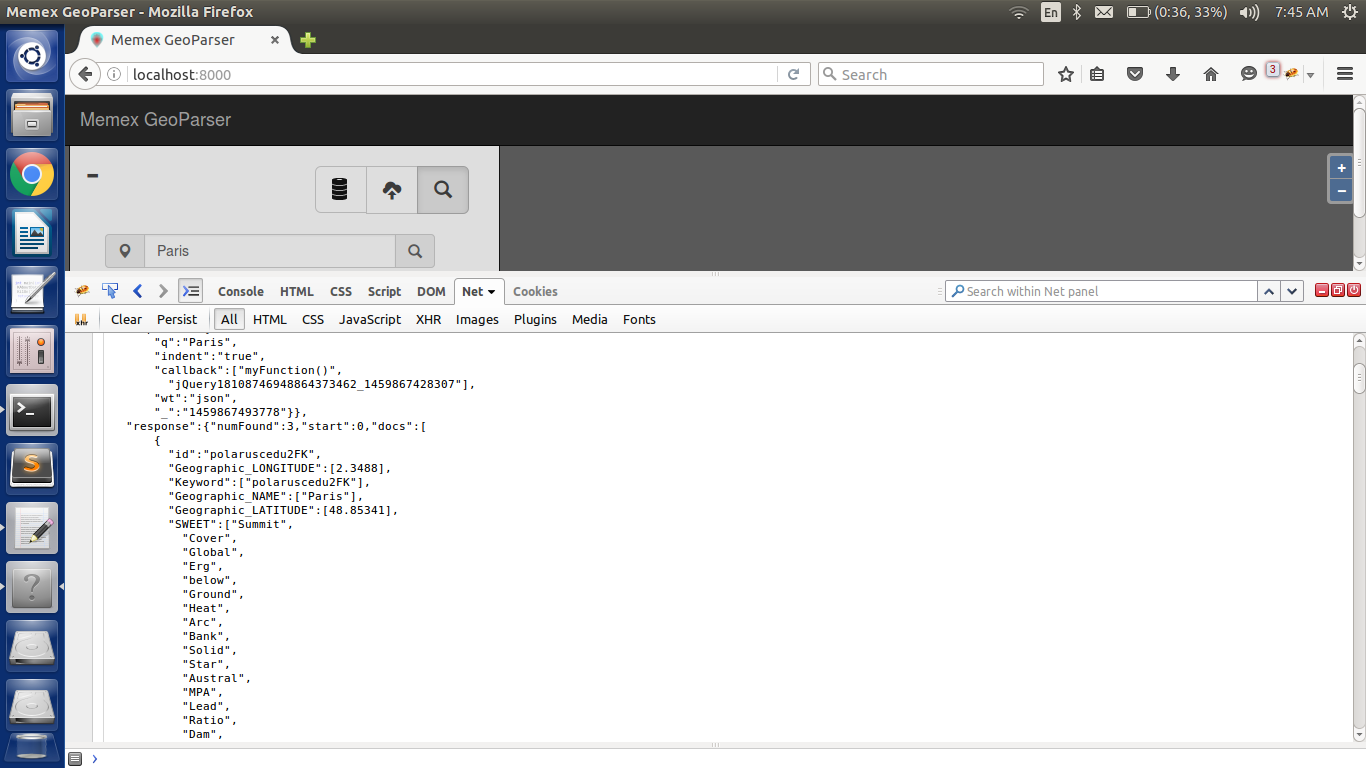 Memex GeoParser - Mozilla Firefox
En
(0:36, 33%)
7:45 AM
Memex GeoParser
localhost:8000
Search
3
Memex GeoParser
+
−
Paris
Console HTML CSS Script DOM Net Cookies
Search within Net panel
xhr Clear Persist All HTML CSS JavaScript XHR Images Plugins Media Fonts
"q":"Paris",
"indent":"true",
"callback":["myFunction()",
"jQuery18108746948864373462_1459867428307"],
"wt":"json",
"_":"1459867493778"}},
"response":{"numFound":3,"start":0,"docs":[
{
"id":"polaruscedu2FK",
"Geographic_LONGITUDE":[2.3488],
"Keyword":["polaruscedu2FK"],
"Geographic_NAME":["Paris"],
"Geographic_LATITUDE":[48.85341],
"SWEET":["Summit",
"Cover",
"Global",
"Erg",
"below",
"Ground",
"Heat",
"Arc",
"Bank",
"Solid",
"Star",
"Austral",
"MPA",
"Lead",
"Ratio",
"Dam",